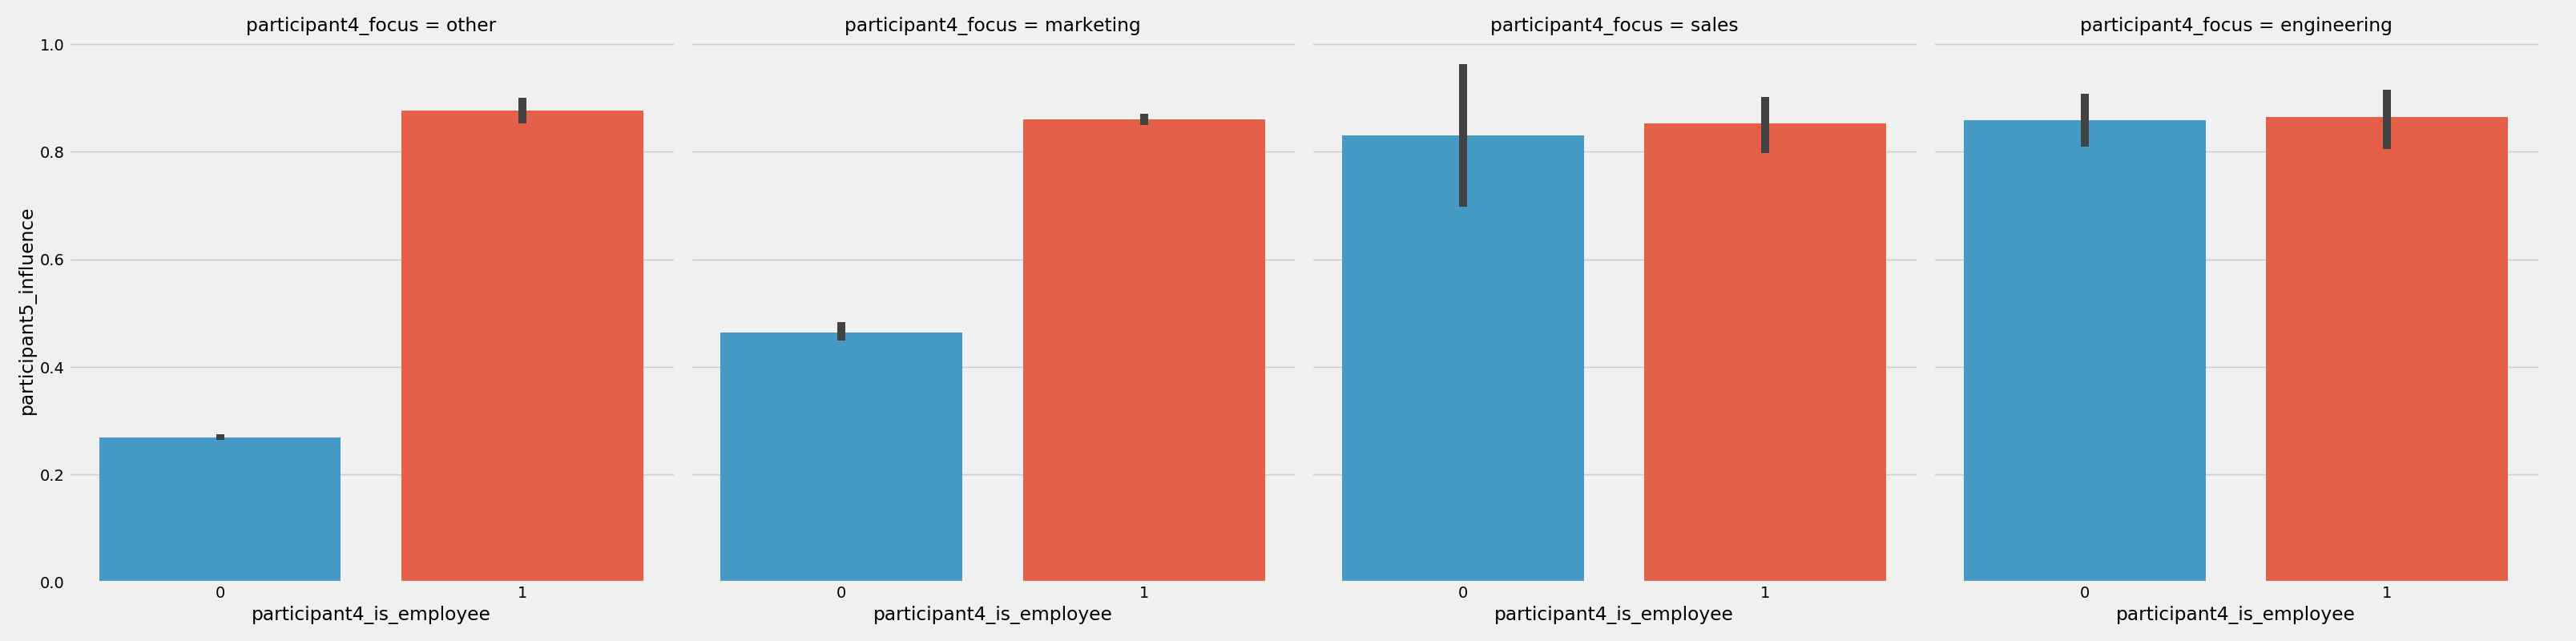 participant4_focus = other
participant4_focus = marketing
participant4_focus = sales
participant4_focus = engineering
1.0
0.8
0.6
0.4
0.2
0.0
participant5_influence
0 1
0 1
0 1
0 1
participant4_is_employee
participant4_is_employee
participant4_is_employee
participant4_is_employee